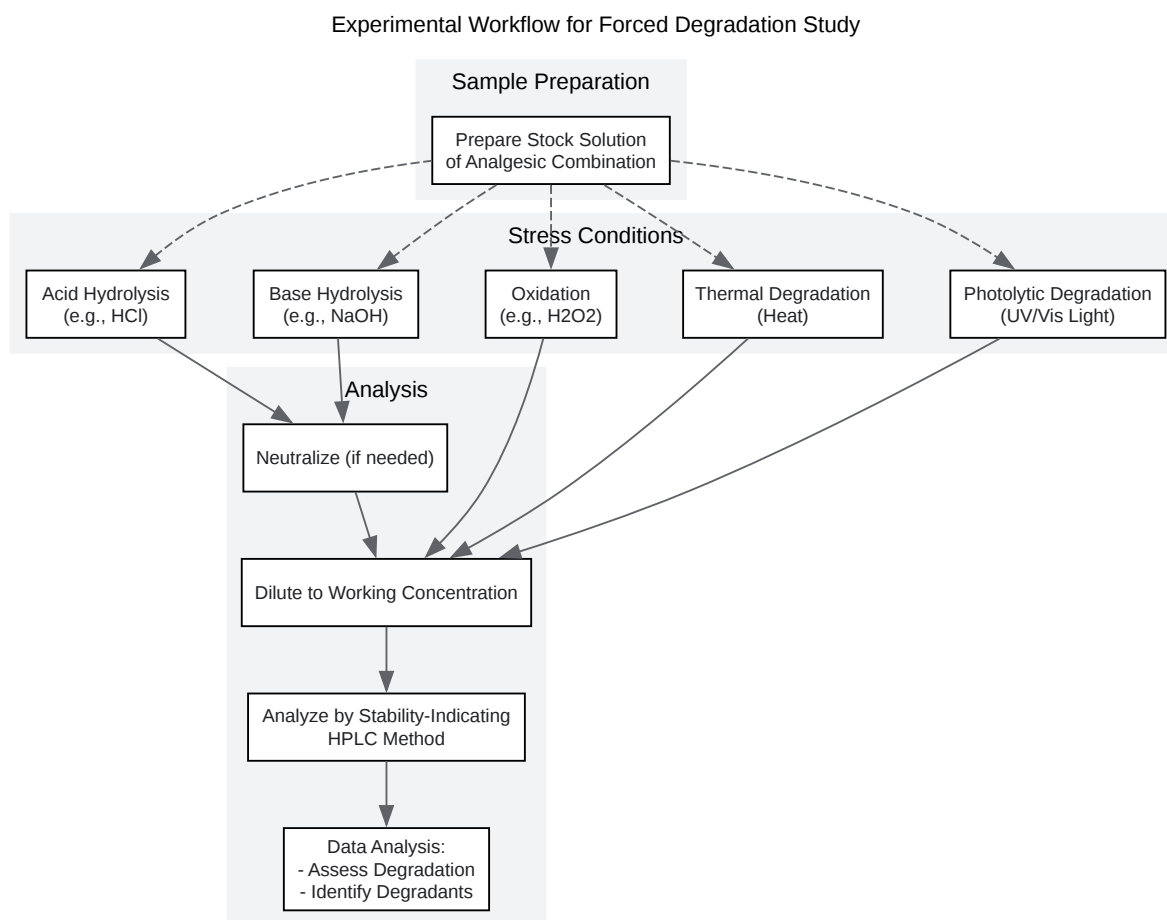 Experimental Workflow for Forced Degradation Study
Sample Preparation
Prepare Stock Solution
of Analgesic Combination
Stress Conditions
Acid Hydrolysis
(e.g., HCl)
Base Hydrolysis
(e.g., NaOH)
Oxidation
(e.g., H2O2)
Thermal Degradation
(Heat)
Photolytic Degradation
(UV/Vis Light)
Analysis
Neutralize (if needed)
Dilute to Working Concentration
Analyze by Stability-Indicating
HPLC Method
Data Analysis:
- Assess Degradation
- Identify Degradants